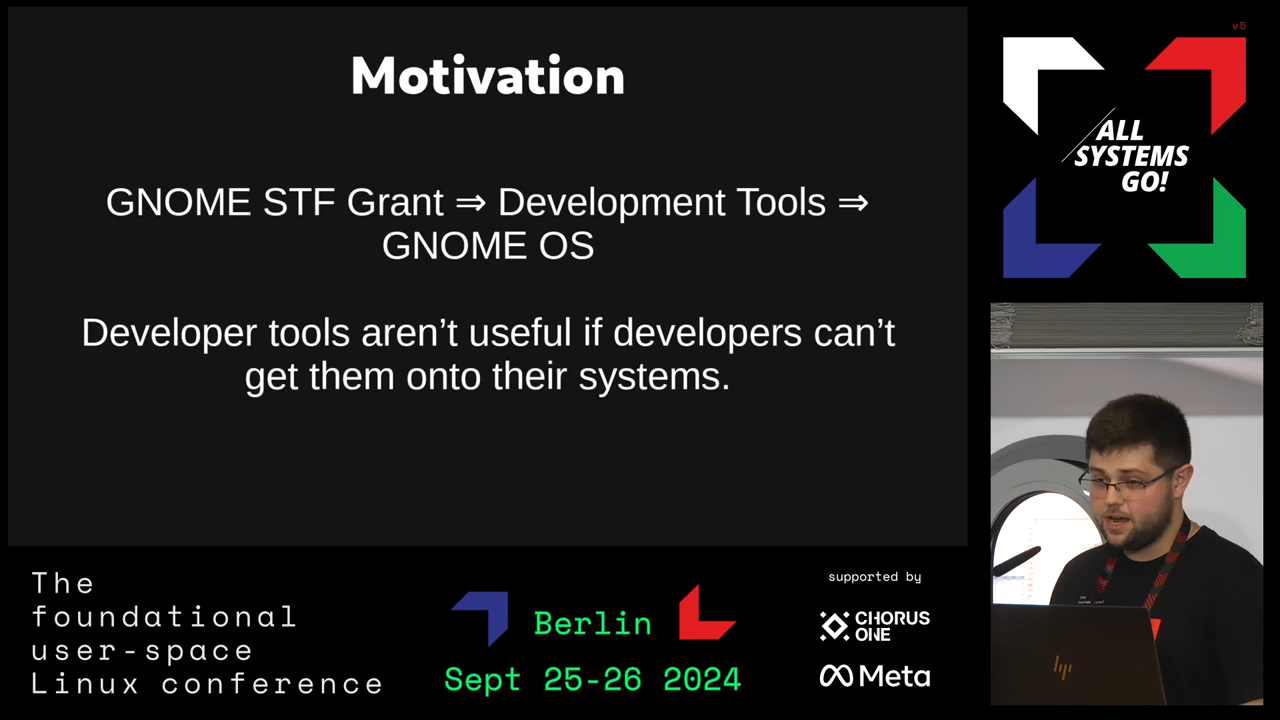 Motivation
GNOME STF Grant ⇒ Development Tools ⇒
GNOME OS
Developer tools aren’t useful if developers can’t
get them onto their systems.
v5
ALL
SYSTEMS
GO!
The
foundational
user-space
Linux conference
Berlin
Sept 25-26 2024
supported by
CHORUS
ONE
Meta
hp